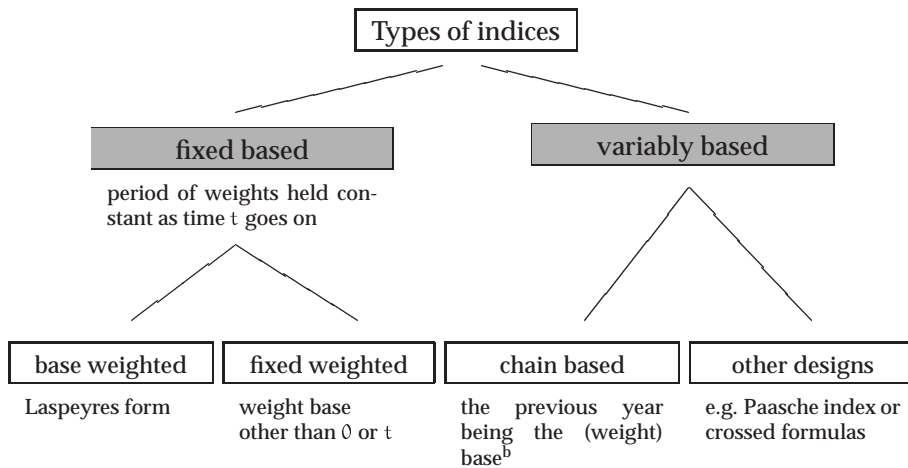 Types of indices
fixed based
variably based
period of weights held con-
stant as time t goes on
base weighted
fixed weighted
chain based
other designs
Laspeyres form
weight base
other than 0 or t
the previous year
being the (weight)
baseᵇ
e.g. Paasche index or
crossed formulas